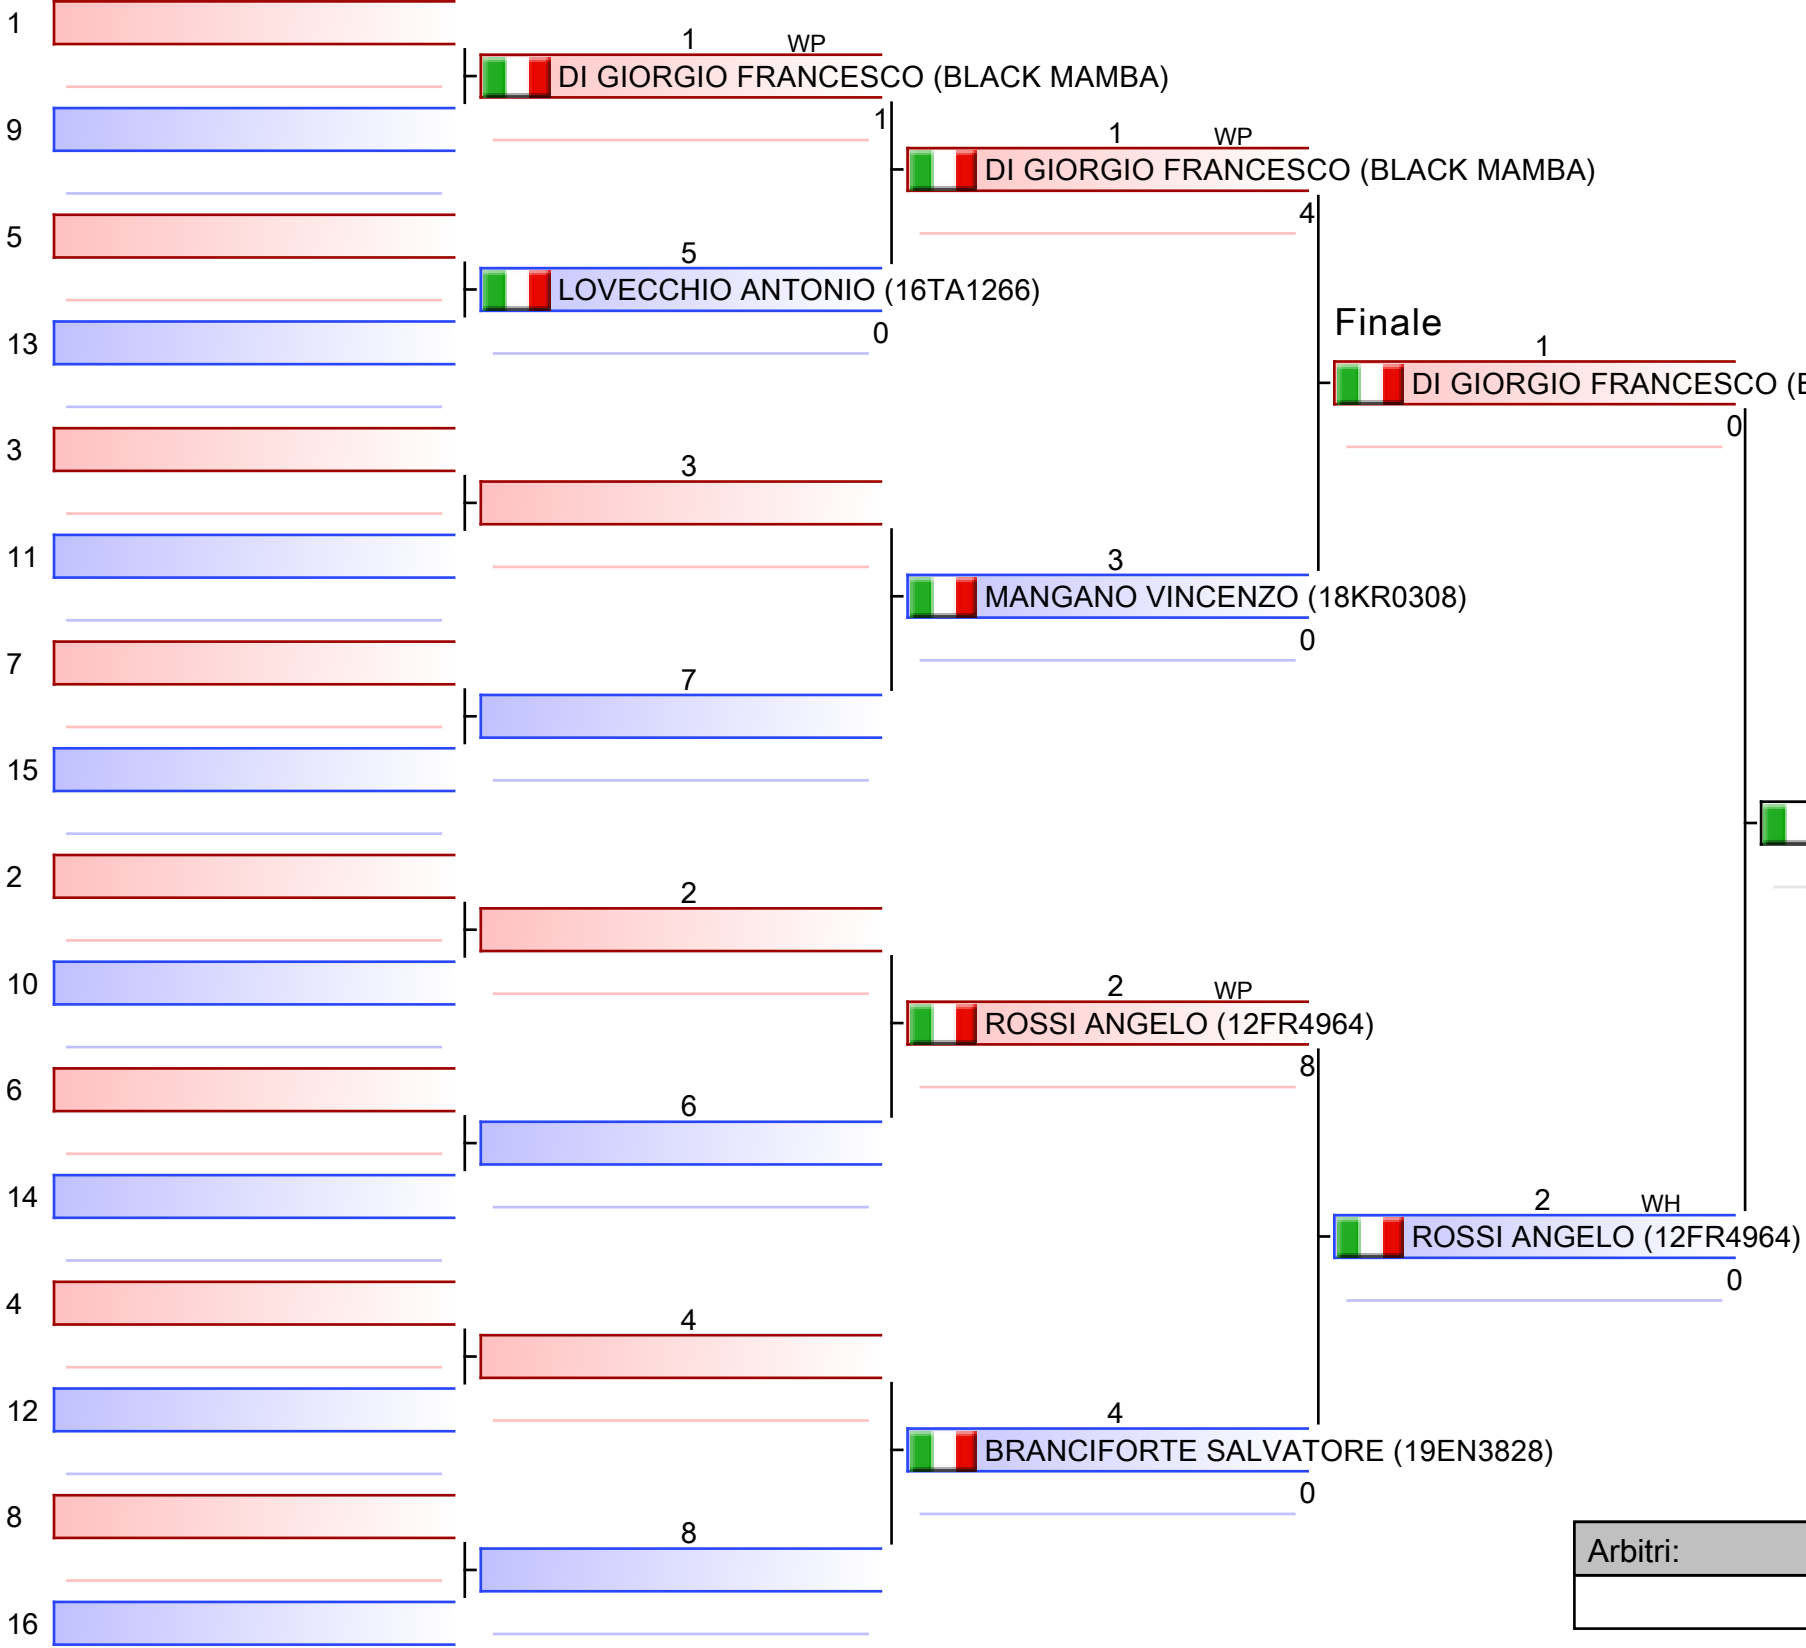 1
1 WP
DI GIORGIO FRANCESCO (BLACK MAMBA)
1
9
1 WP
DI GIORGIO FRANCESCO (BLACK MAMBA)
4
5
5
LOVECCHIO ANTONIO (16TA1266)
0
13
Finale
1
DI GIORGIO FRANCESCO (
0
3
3
11
3
MANGANO VINCENZO (18KR0308)
0
7
7
15
2
2
10
2 WP
ROSSI ANGELO (12FR4964)
8
6
6
14
2 WH
ROSSI ANGELO (12FR4964)
0
4
4
12
4
BRANCIFORTE SALVATORE (19EN3828)
0
8
8
Arbitri:
16